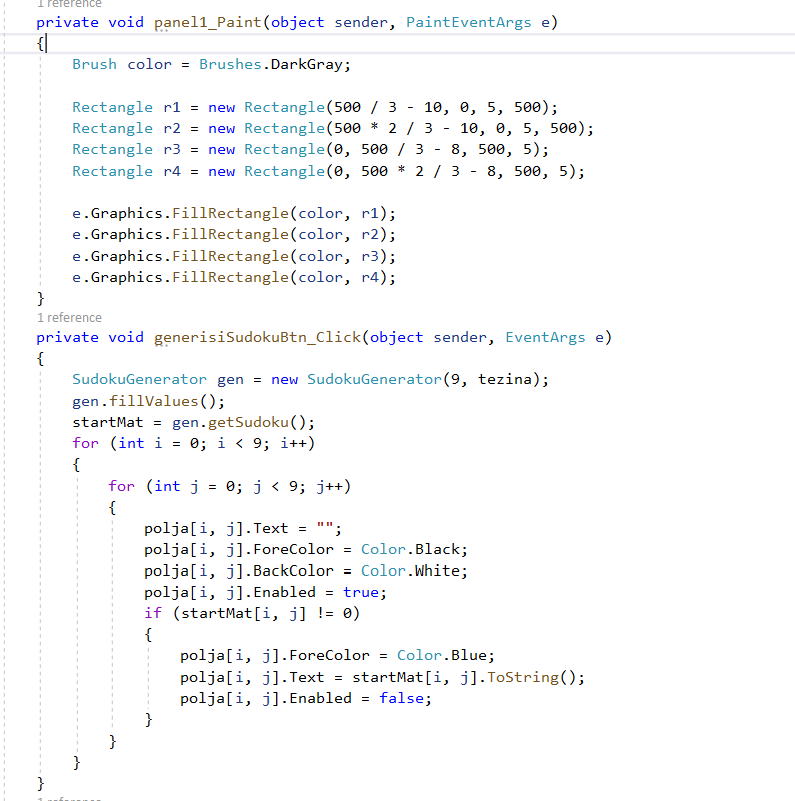 1 reference
private void panel1_Paint(object sender, PaintEventArgs e)
{
    Brush color = Brushes.DarkGray;

    Rectangle r1 = new Rectangle(500 / 3 - 10, 0, 5, 500);
    Rectangle r2 = new Rectangle(500 * 2 / 3 - 10, 0, 5, 500);
    Rectangle r3 = new Rectangle(0, 500 / 3 - 8, 500, 5);
    Rectangle r4 = new Rectangle(0, 500 * 2 / 3 - 8, 500, 5);

    e.Graphics.FillRectangle(color, r1);
    e.Graphics.FillRectangle(color, r2);
    e.Graphics.FillRectangle(color, r3);
    e.Graphics.FillRectangle(color, r4);
}
1 reference
private void generisiSudokuBtn_Click(object sender, EventArgs e)
{
    SudokuGenerator gen = new SudokuGenerator(9, tezina);
    gen.fillValues();
    startMat = gen.getSudoku();
    for (int i = 0; i < 9; i++)
    {
        for (int j = 0; j < 9; j++)
        {
            polja[i, j].Text = "";
            polja[i, j].ForeColor = Color.Black;
            polja[i, j].BackColor = Color.White;
            polja[i, j].Enabled = true;
            if (startMat[i, j] != 0)
            {
                polja[i, j].ForeColor = Color.Blue;
                polja[i, j].Text = startMat[i, j].ToString();
                polja[i, j].Enabled = false;
            }
        }
    }
}
1 reference